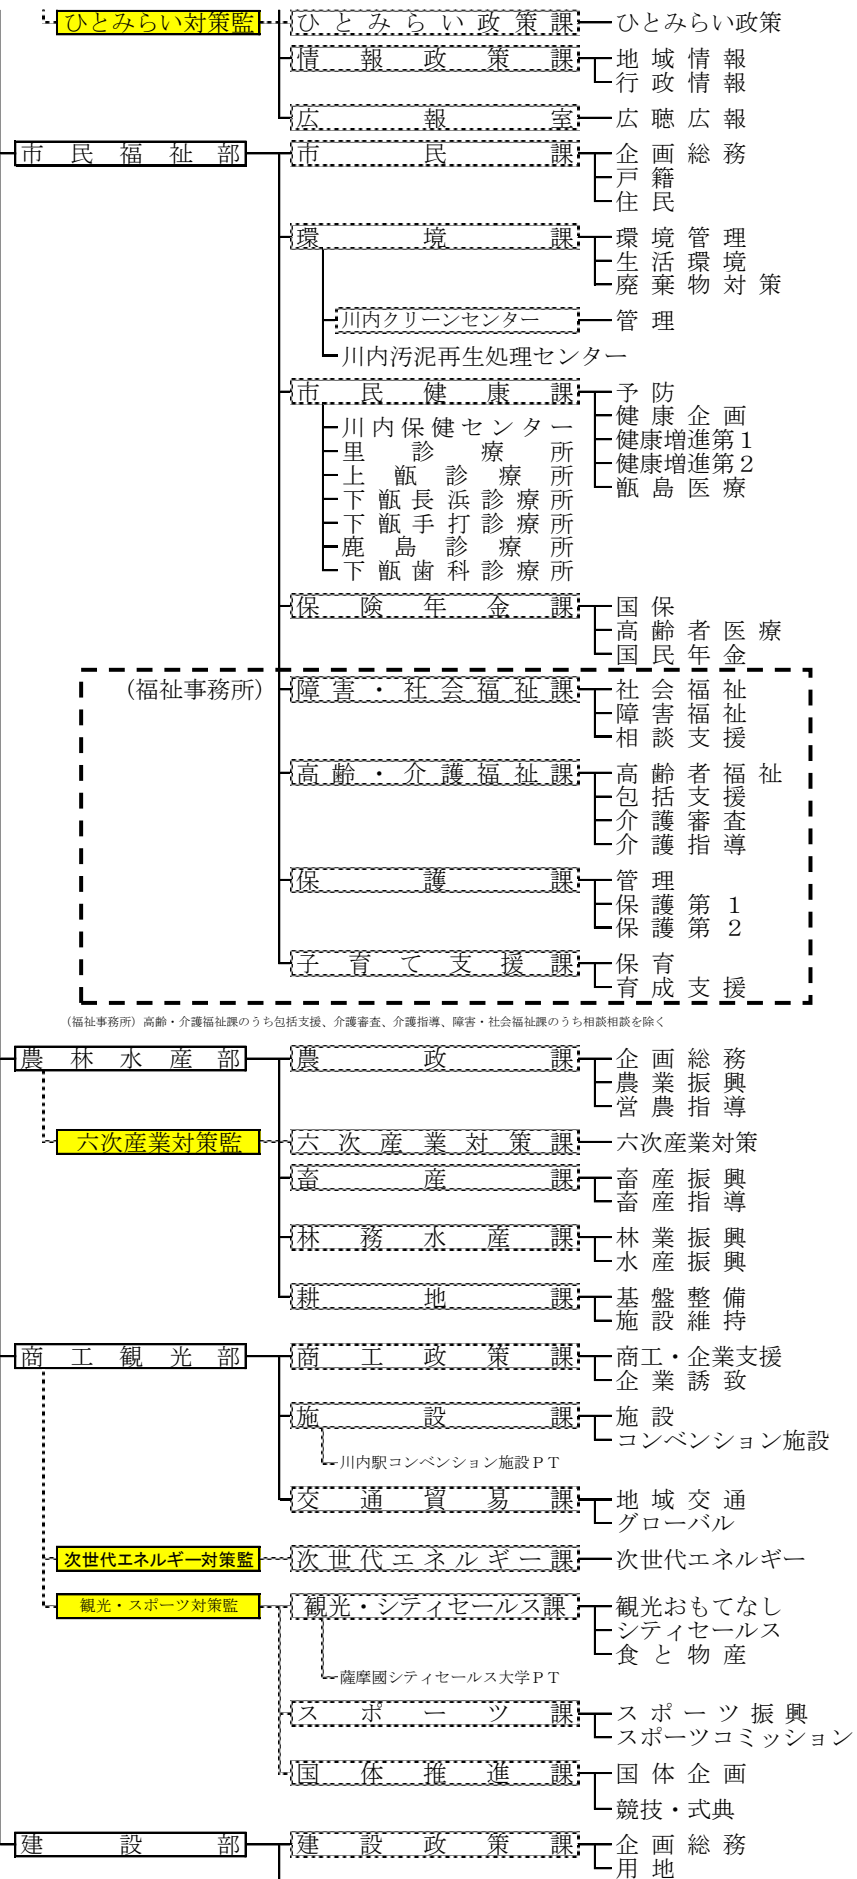 ひとみらい対策監 ひとみらい政策課 ひとみらい政策
情報政策課 地域情報
行政情報
広報室 広聴広報
市民福祉部 市民課 企画総務
戸籍
住民
環境課 環境管理
生活環境
廃棄物対策
川内クリーンセンター 管理
川内汚泥再生処理センター
市民健康課 予防
健康企画
川内保健センター 健康増進第1
里診療所 健康増進第2
上甑診療所 甑島医療
下甑長浜診療所
下甑手打診療所
鹿島診療所
下甑歯科診療所
保険年金課 国保
高齢者医療
国民年金
(福祉事務所) 障害・社会福祉課 社会福祉
障害福祉
相談支援
高齢・介護福祉課 高齢者福祉
包括支援
介護審査
介護指導
保護課 管理
保護第1
保護第2
子育て支援課 保育
育成支援
(福祉事務所)高齢・介護福祉課のうち包括支援、介護審査、介護指導、障害・社会福祉課のうち相談相談を除く
農林水産部 農政課 企画総務
農業振興
営農指導
六次産業対策監 六次産業対策課 六次産業対策
畜産課 畜産振興
畜産指導
林務水産課 林業振興
水産振興
耕地課 基盤整備
施設維持
商工観光部 商工政策課 商工・企業支援
企業誘致
施設課 施設
コンベンション施設
川内駅コンベンション施設PT
交通貿易課 地域交通
グローバル
次世代エネルギー対策監 次世代エネルギー課 次世代エネルギー
観光・スポーツ対策監 観光・シティセールス課 観光おもてなし
シティセールス
食と物産
薩摩國シティセールス大学PT
スポーツ課 スポーツ振興
スポーツコミッション
国体推進課 国体企画
競技・式典
建設部 建設政策課 企画総務
用地